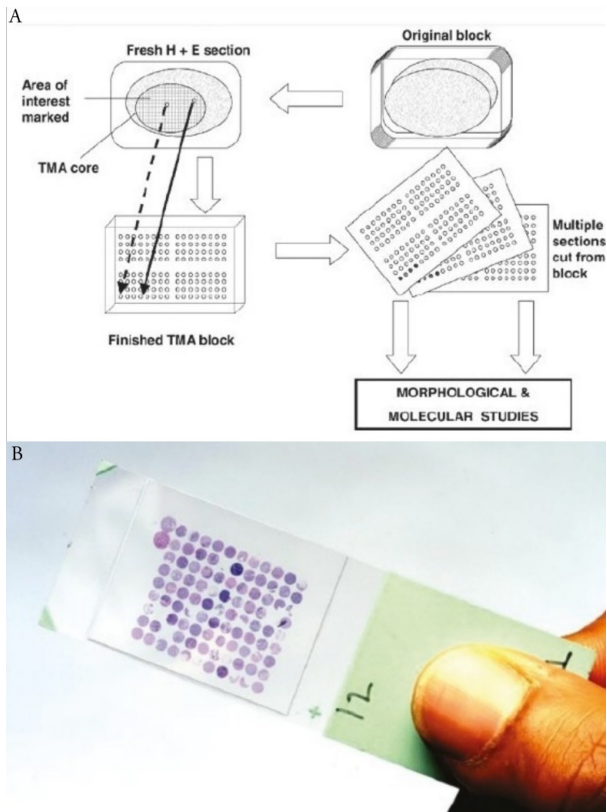 A
Fresh H + E section
Original block
Area of
interest
marked
TMA core
Multiple
sections
cut from
block
Finished TMA block
MORPHOLOGICAL &
MOLECULAR STUDIES
B
12